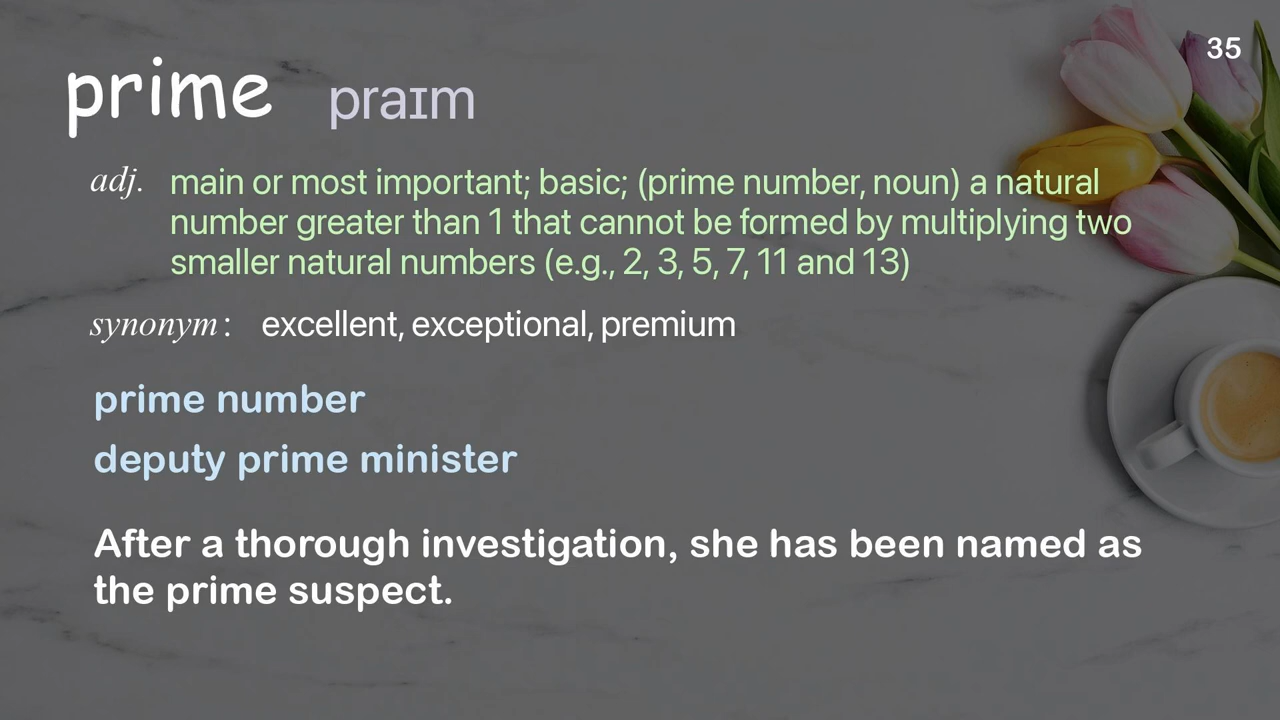 35
prime praɪm
adj. main or most important; basic; (prime number, noun) a natural
number greater than 1 that cannot be formed by multiplying two
smaller natural numbers (e.g., 2, 3, 5, 7, 11 and 13)
synonym: excellent, exceptional, premium
prime number
deputy prime minister
After a thorough investigation, she has been named as
the prime suspect.